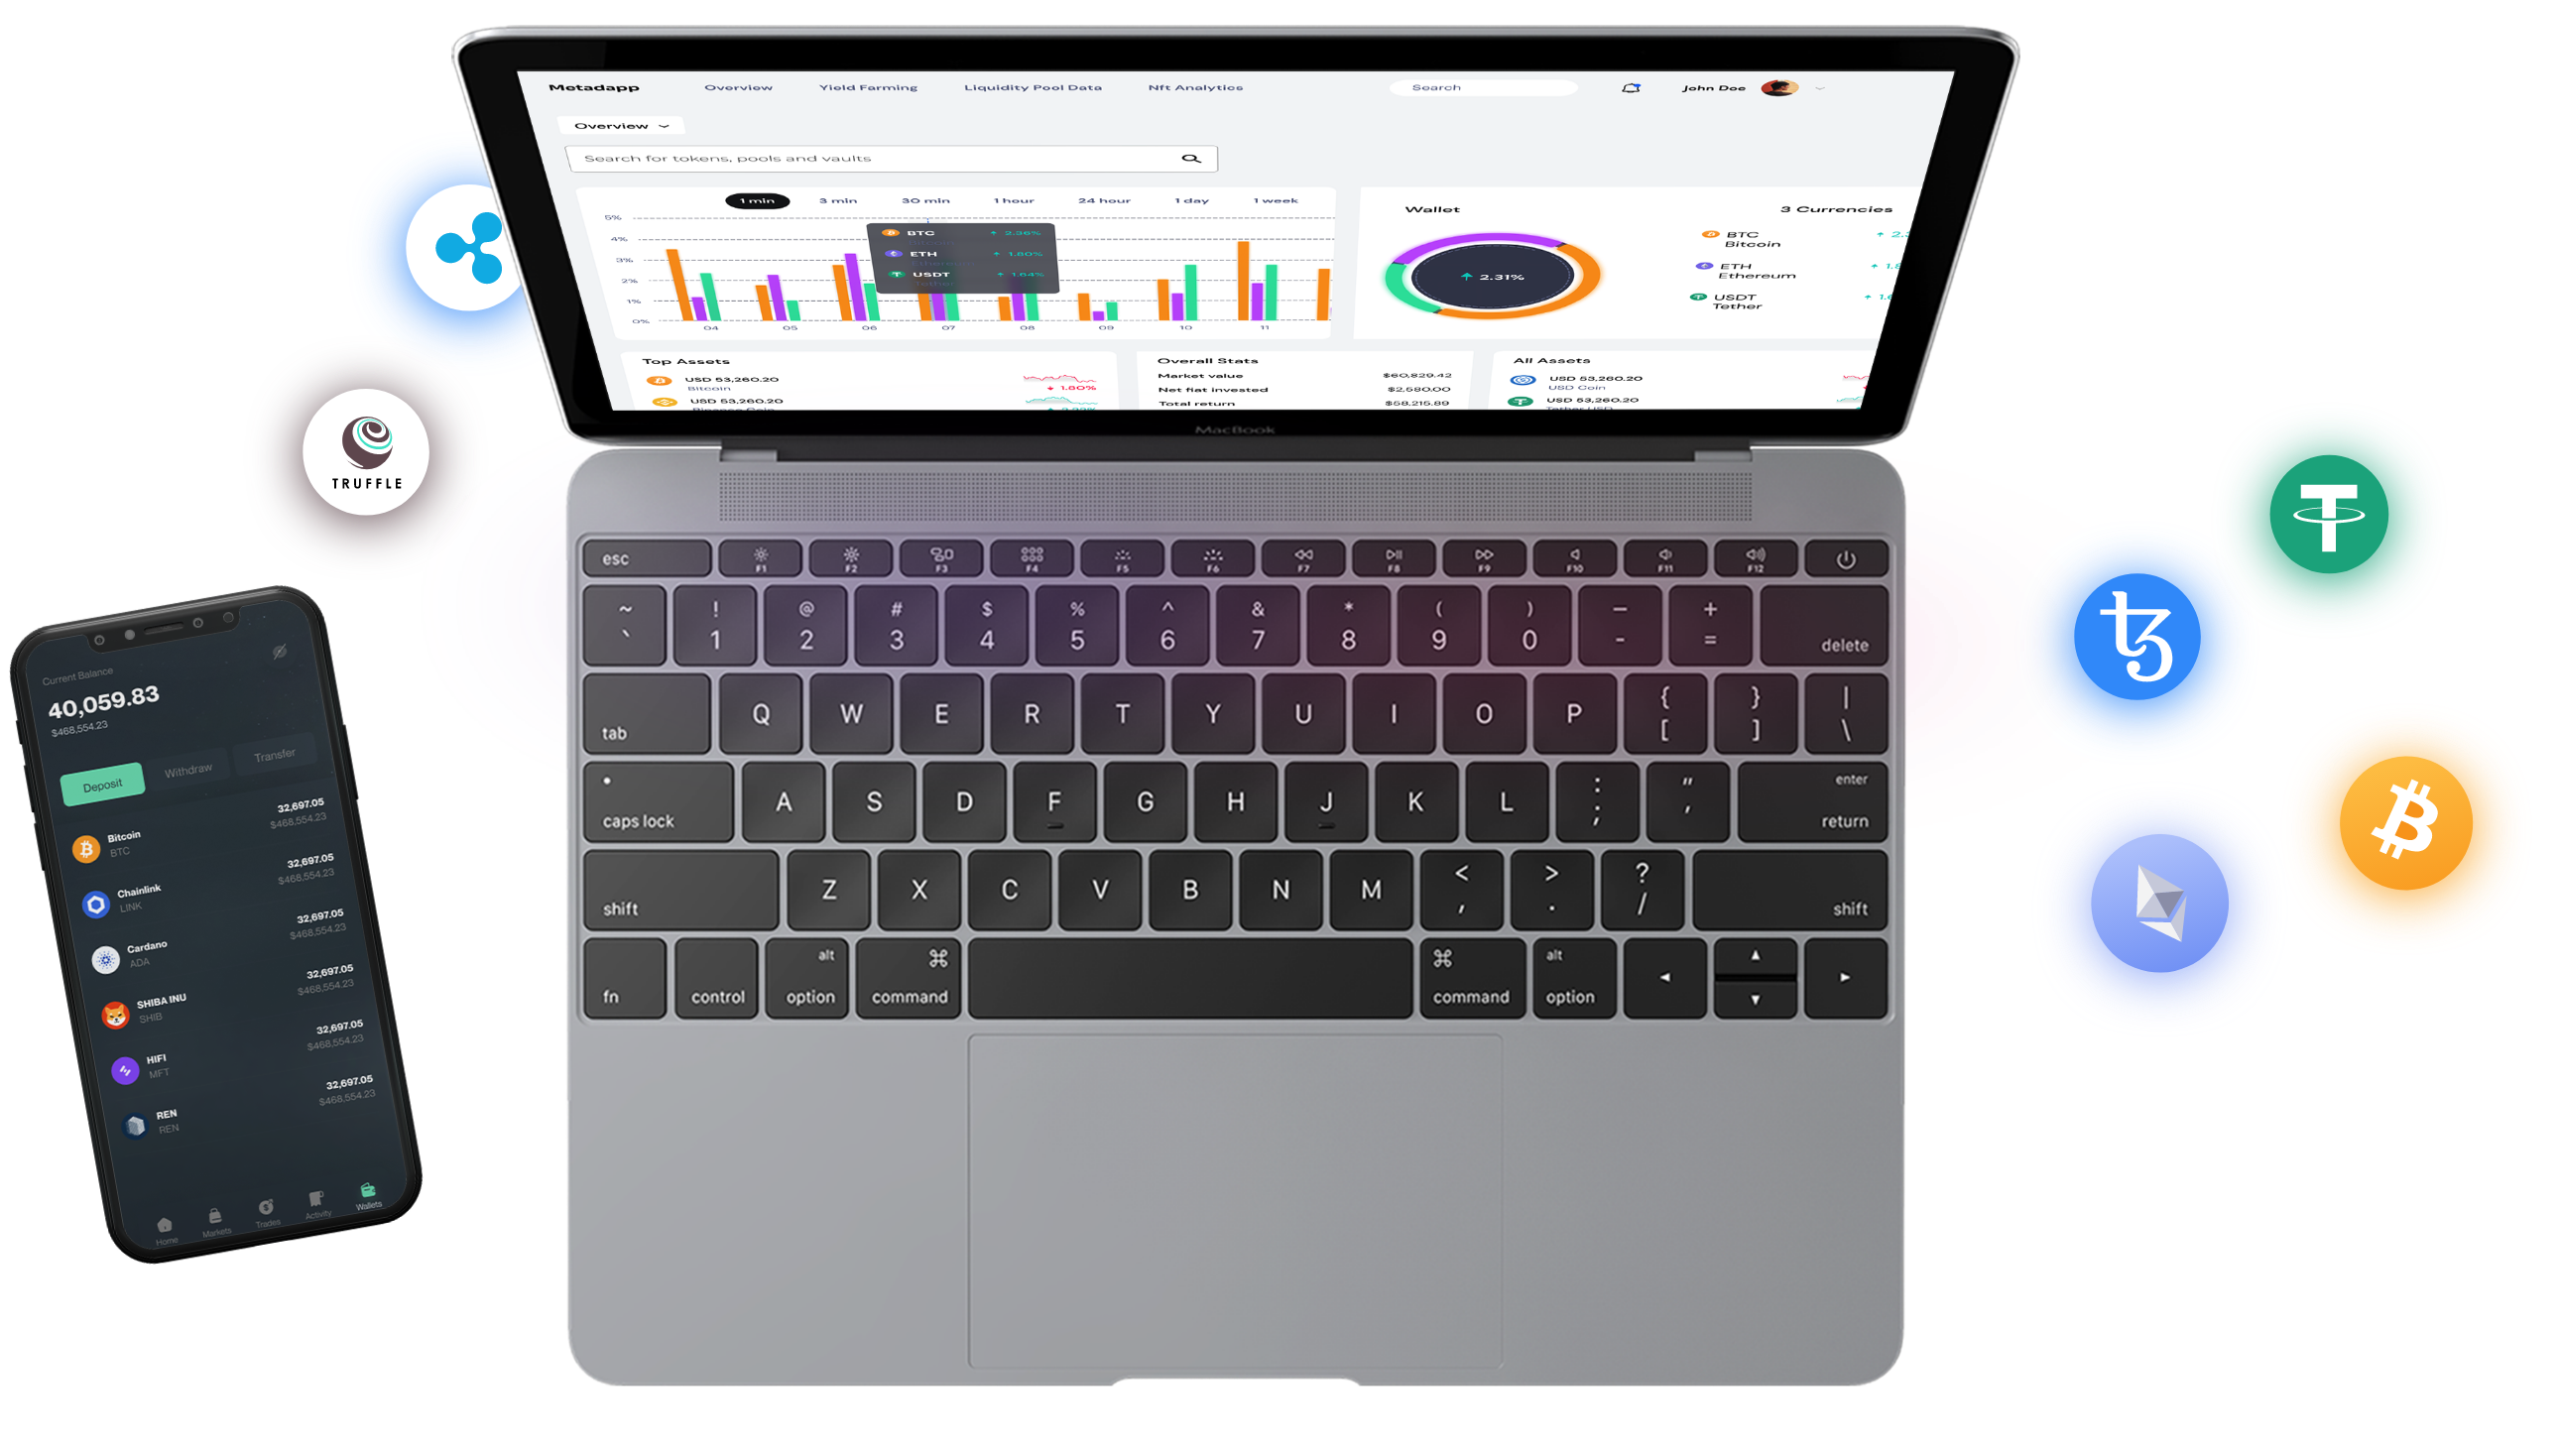 Metadapp Overview Yield Farming Liquidity Pool Data Nft Analytics Search John Doe
Overview
Search for tokens, pools and vaults
1 min 3 min 30 min 1 hour 24 hour 1 day 1 week
5%
4%
3%
2%
1%
0%
04 05 06 07 08 09 10 11
BTC 2.36%
ETH 1.80%
USDT 1.64%
Wallet 3 Currencies
2.31%
BTC
Bitcoin
ETH
Ethereum
USDT
Tether
Top Assets
USD 53,260.20
Bitcoin 1.80%
USD 53,260.20
Overall Stats
Market value $60,829.42
Net fiat invested $2,580.00
Total return $58,215.89
All Assets
USD 53,260.20
USD Coin
USD 53,260.20
MacBook
TRUFFLE
Current Balance
40,059.83
$468,554.23
Deposit Withdraw Transfer
Bitcoin 32,697.05
BTC $468,554.23
Chainlink 32,697.05
LINK $468,554.23
Cardano 32,697.05
ADA $468,554.23
SHIBA INU 32,697.05
SHIB $468,554.23
HIFI 32,697.05
MFT $468,554.23
REN 32,697.05
REN $468,554.23
Home Markets Trades Activity Wallets
esc F1 F2 F3 F4 F5 F6 F7 F8 F9 F10 F11 F12
~ ! @ # $ % ^ & * ( ) — +
` 1 2 3 4 5 6 7 8 9 0 - = delete
tab Q W E R T Y U I O P { [ } ] | \
caps lock A S D F G H J K L : ; " ' enter return
shift Z X C V B N M < , > . ? / shift
fn control alt option ⌘ command ⌘ command alt option